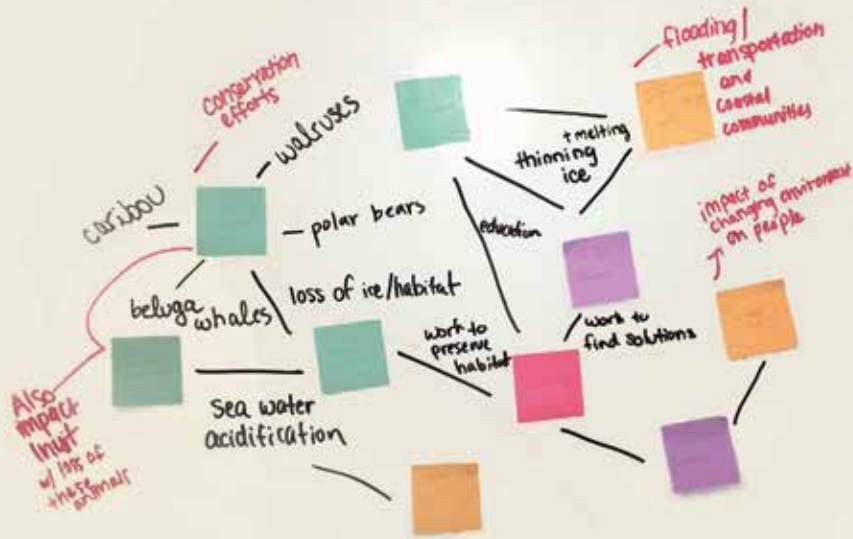 conservation
efforts
walruses
caribou
polar bears
beluga
whales
loss of ice/habitat
Also
impact
Inuit
w/ loss of
these
animals
sea water
acidification
flooding/
transportation
and
coastal
communities
+ melting
thinning
ice
education
impact of
changing environment
on people
work to
preserve
habitat
work to
find solutions